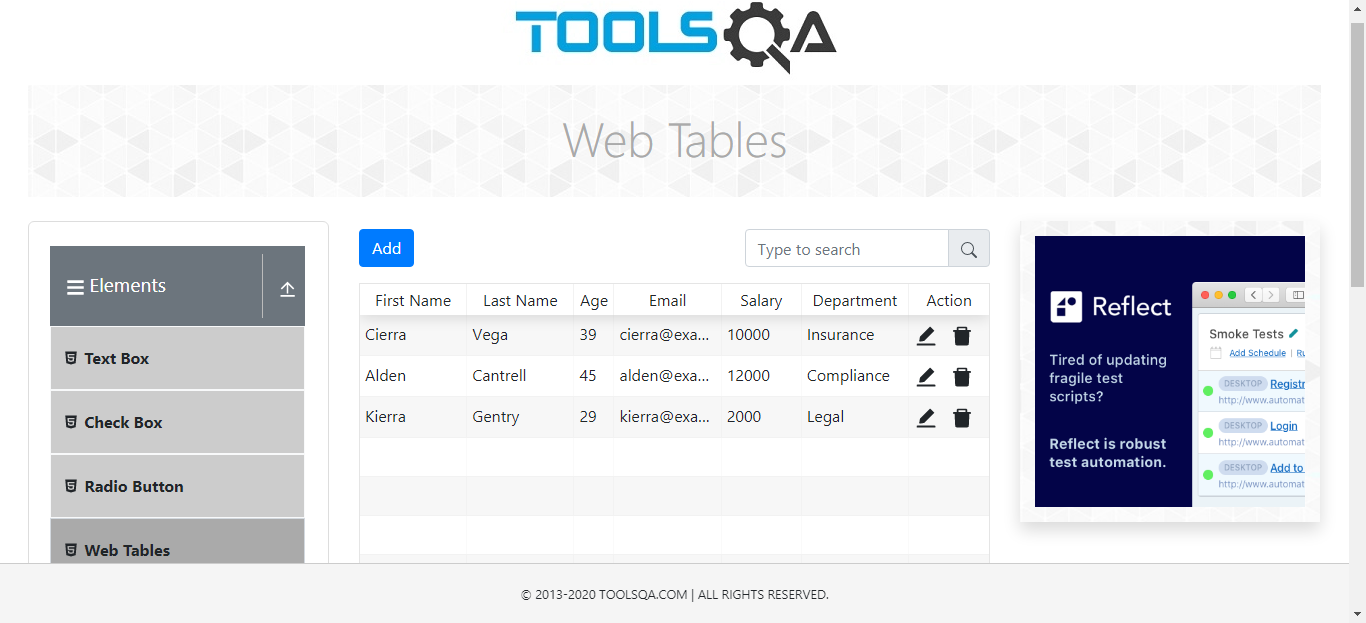 TOOLSQA
Web Tables
Elements
Text Box
Check Box
Radio Button
Web Tables
Add
Type to search
First Name Last Name Age Email Salary Department Action
Cierra Vega 39 cierra@exa... 10000 Insurance
Alden Cantrell 45 alden@exa... 12000 Compliance
Kierra Gentry 29 kierra@exa... 2000 Legal
Reflect
Tired of updating
fragile test
scripts?
Reflect is robust
test automation.
Smoke Tests
Add Schedule | Ru
DESKTOP Registr
http://www.automat
DESKTOP Login
http://www.automat
DESKTOP Add to
http://www.automat
© 2013-2020 TOOLSQA.COM | ALL RIGHTS RESERVED.